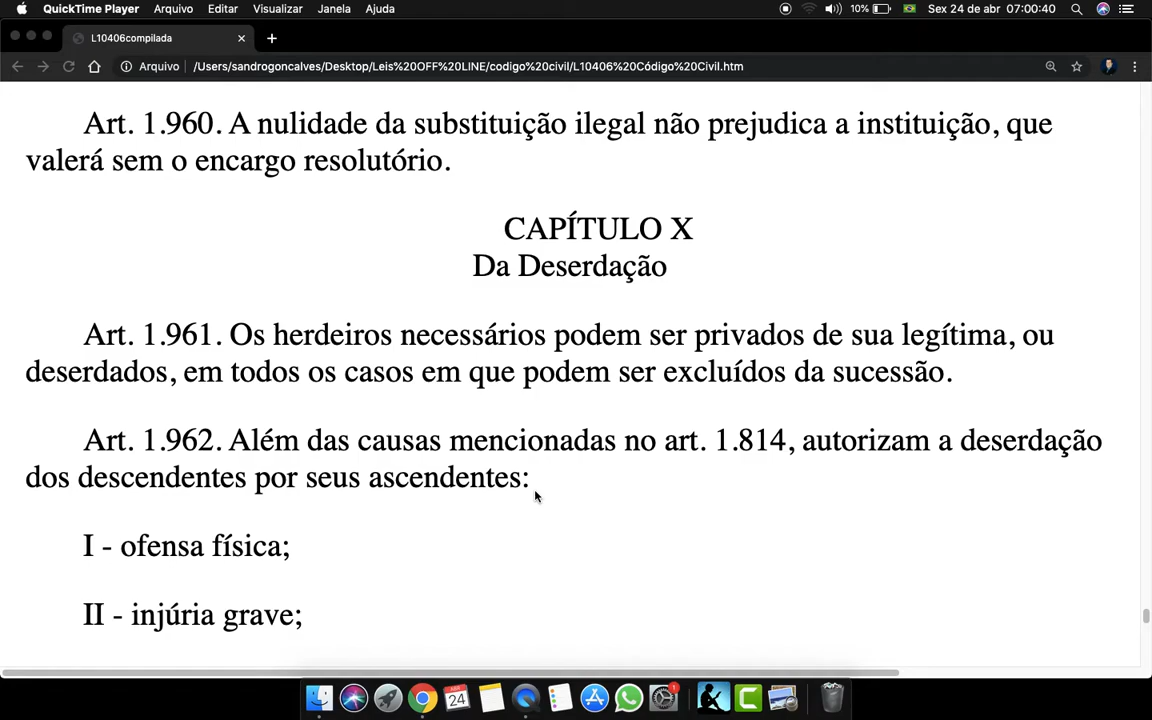 QuickTime Player Arquivo Editar Visualizar Janela Ajuda 10% Sex 24 de abr 07:00:40
L10406compilada
Arquivo /Users/sandrogoncalves/Desktop/Leis%20OFF%20LINE/codigo%20civil/L10406%20Código%20Civil.htm
Art. 1.960. A nulidade da substituição ilegal não prejudica a instituição, que
valerá sem o encargo resolutório.
CAPÍTULO X
Da Deserdação
Art. 1.961. Os herdeiros necessários podem ser privados de sua legítima, ou
deserdados, em todos os casos em que podem ser excluídos da sucessão.
Art. 1.962. Além das causas mencionadas no art. 1.814, autorizam a deserdação
dos descendentes por seus ascendentes:
I - ofensa física;
II - injúria grave;
ABR
24
1